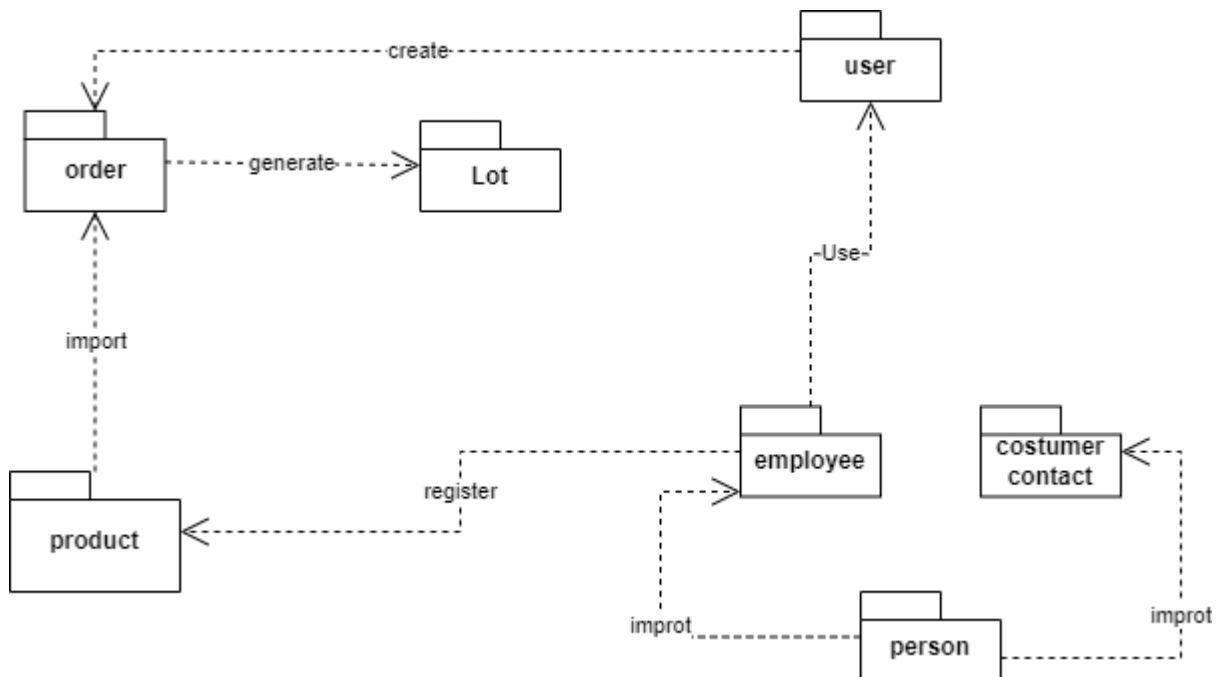 create
user
order
generate
Lot
-Use-
import
employee
costumer
contact
register
product
improt
person
improt